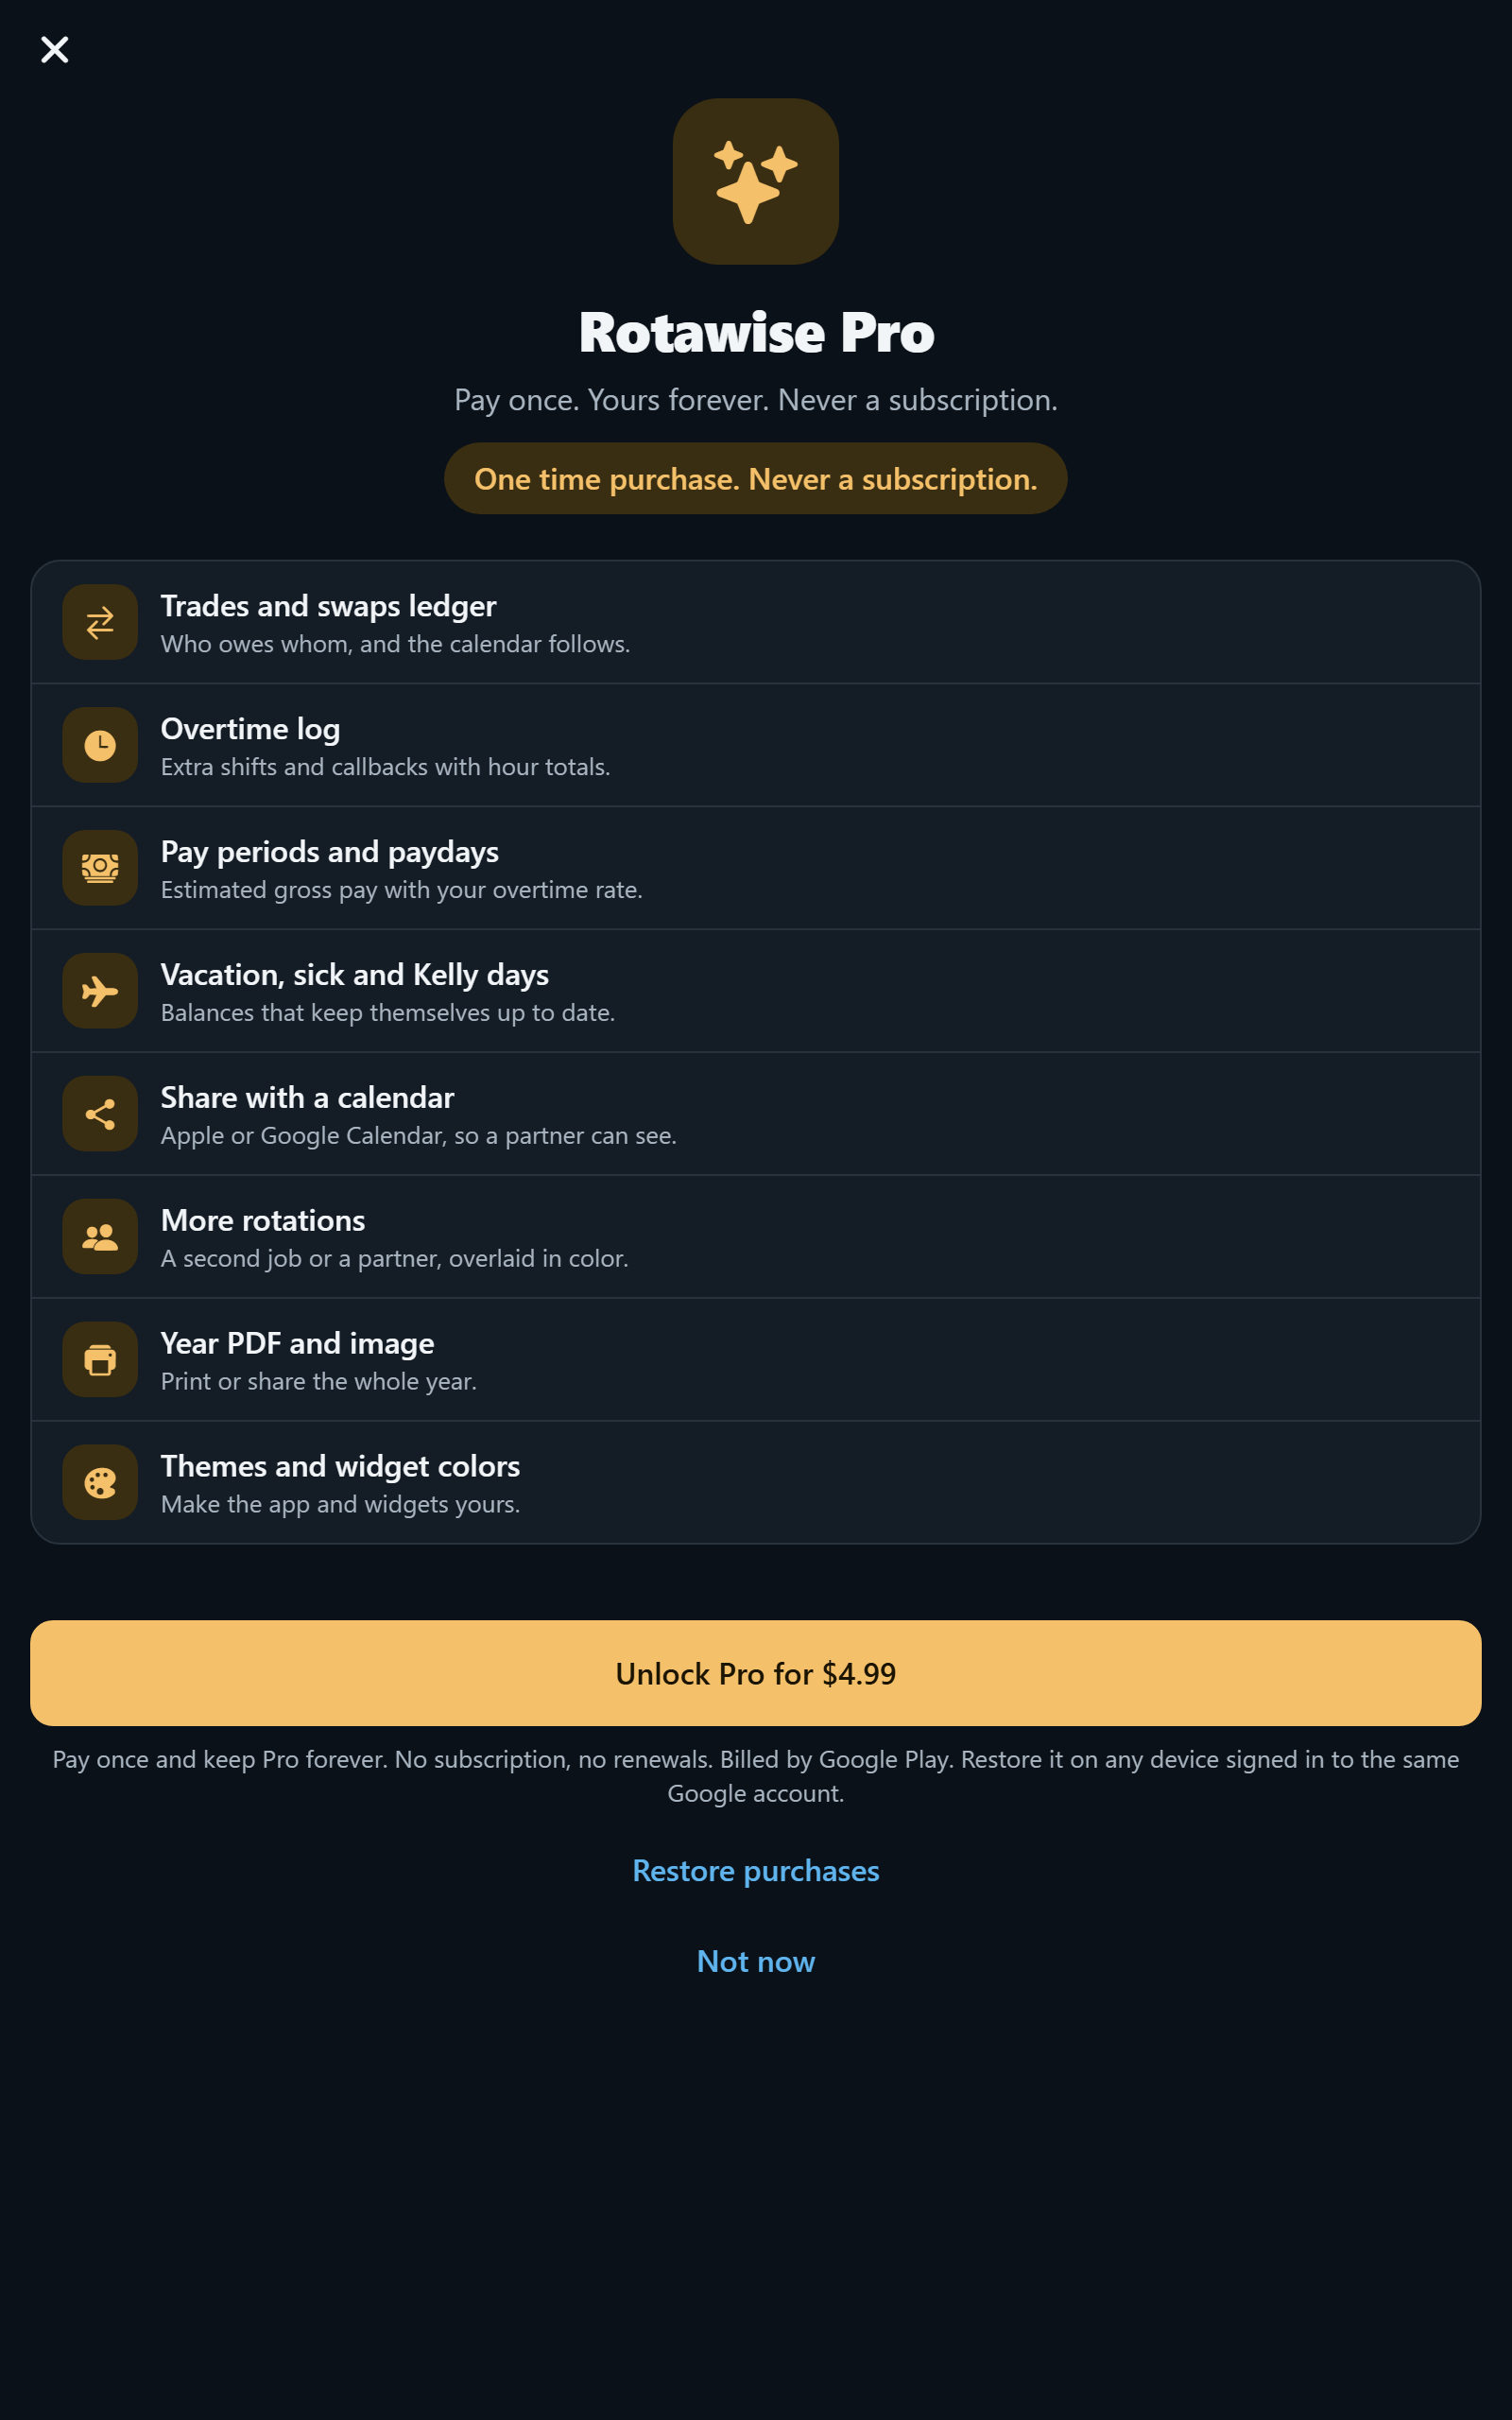 Rotawise Pro
Pay once. Yours forever. Never a subscription.
One time purchase. Never a subscription.
Trades and swaps ledger
Who owes whom, and the calendar follows.
Overtime log
Extra shifts and callbacks with hour totals.
Pay periods and paydays
Estimated gross pay with your overtime rate.
Vacation, sick and Kelly days
Balances that keep themselves up to date.
Share with a calendar
Apple or Google Calendar, so a partner can see.
More rotations
A second job or a partner, overlaid in color.
Year PDF and image
Print or share the whole year.
Themes and widget colors
Make the app and widgets yours.
Unlock Pro for $4.99
Pay once and keep Pro forever. No subscription, no renewals. Billed by Google Play. Restore it on any device signed in to the same
Google account.
Restore purchases
Not now